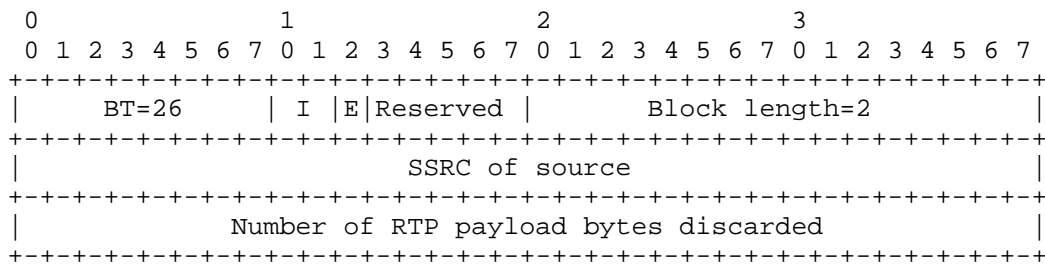 0                   1                   2                   3
 0 1 2 3 4 5 6 7 0 1 2 3 4 5 6 7 0 1 2 3 4 5 6 7 0 1 2 3 4 5 6 7
+-+-+-+-+-+-+-+-+-+-+-+-+-+-+-+-+-+-+-+-+-+-+-+-+-+-+-+-+-+-+-+-+
|     BT=26     | I |E|Reserved |       Block length=2          |
+-+-+-+-+-+-+-+-+-+-+-+-+-+-+-+-+-+-+-+-+-+-+-+-+-+-+-+-+-+-+-+-+
|                        SSRC of source                         |
+-+-+-+-+-+-+-+-+-+-+-+-+-+-+-+-+-+-+-+-+-+-+-+-+-+-+-+-+-+-+-+-+
|             Number of RTP payload bytes discarded             |
+-+-+-+-+-+-+-+-+-+-+-+-+-+-+-+-+-+-+-+-+-+-+-+-+-+-+-+-+-+-+-+-+